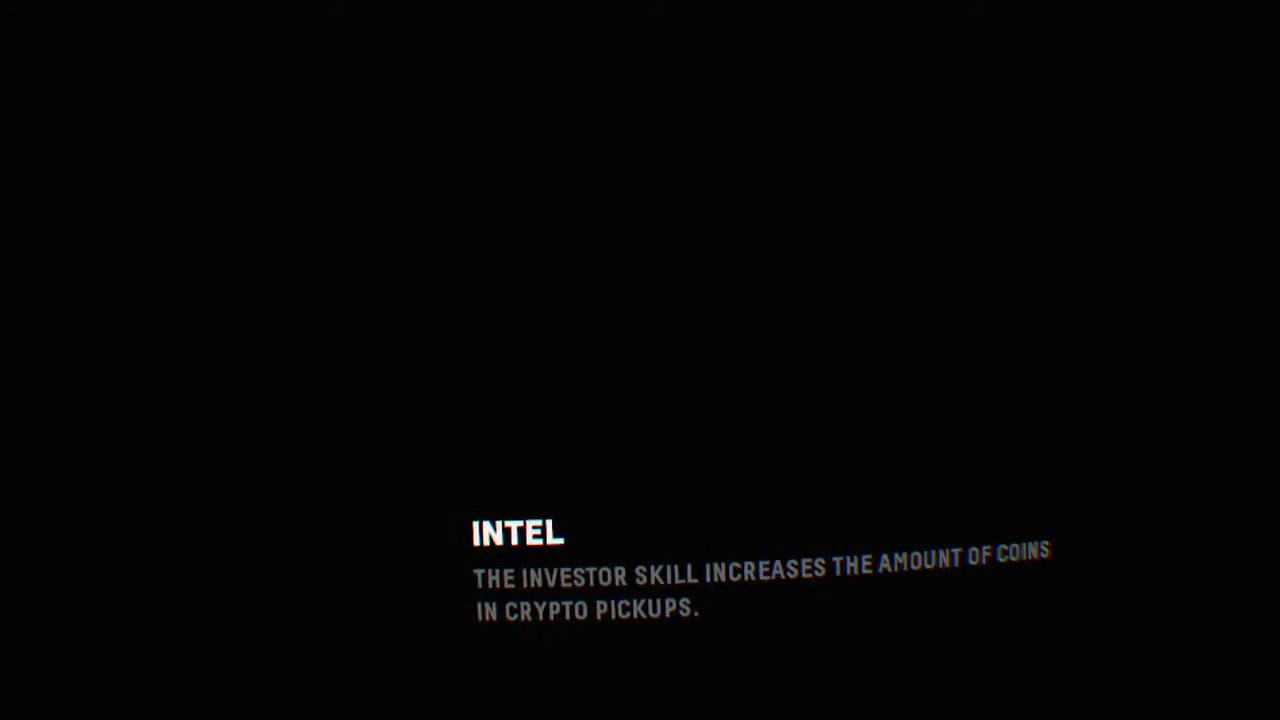 INTEL
THE INVESTOR SKILL INCREASES THE AMOUNT OF COINS
IN CRYPTO PICKUPS.